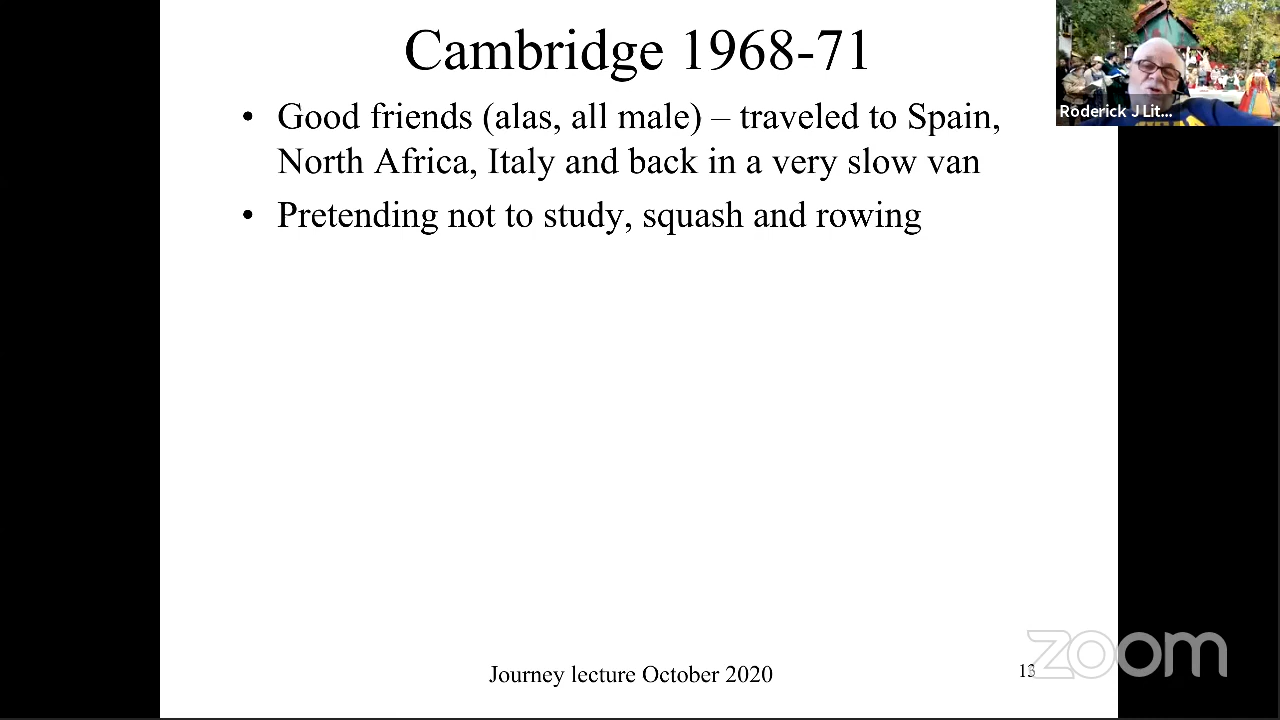 Cambridge 1968-71
• Good friends (alas, all male) – traveled to Spain,
North Africa, Italy and back in a very slow van
• Pretending not to study, squash and rowing
Roderick J Lit...
Journey lecture October 2020
13
zoom